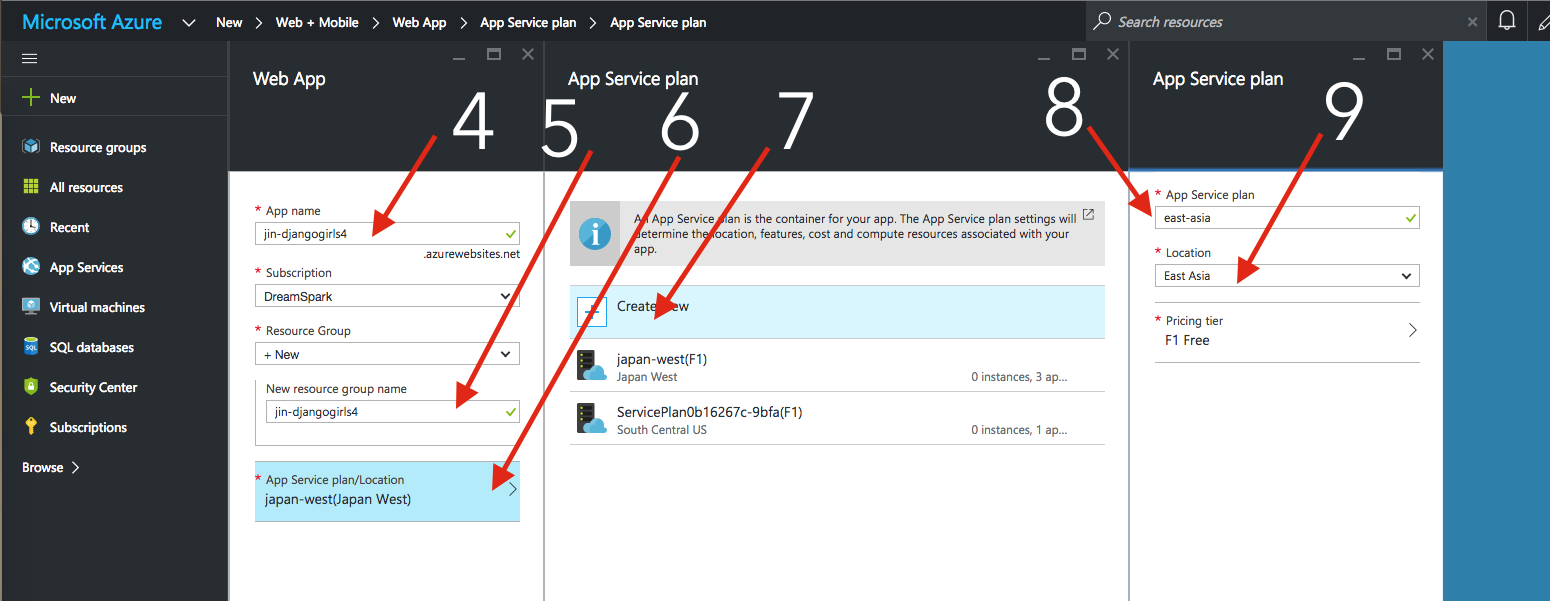 Microsoft Azure New > Web + Mobile > Web App > App Service plan > App Service plan
Search resources
New
Resource groups
All resources
Recent
App Services
Virtual machines
SQL databases
Security Center
Subscriptions
Browse >
Web App
4
* App name
jin-djangogirls4
.azurewebsites.net
* Subscription
DreamSpark
* Resource Group
+ New
New resource group name
jin-djangogirls4
* App Service plan/Location
japan-west(Japan West)
App Service plan
5 6 7 8
An App Service plan is the container for your app. The App Service plan settings will
determine the location, features, cost and compute resources associated with your
app.
Create new
japan-west(F1)
Japan West 0 instances, 3 ap...
ServicePlan0b16267c-9bfa(F1)
South Central US 0 instances, 1 ap...
App Service plan
9
* App Service plan
east-asia
* Location
East Asia
* Pricing tier
F1 Free